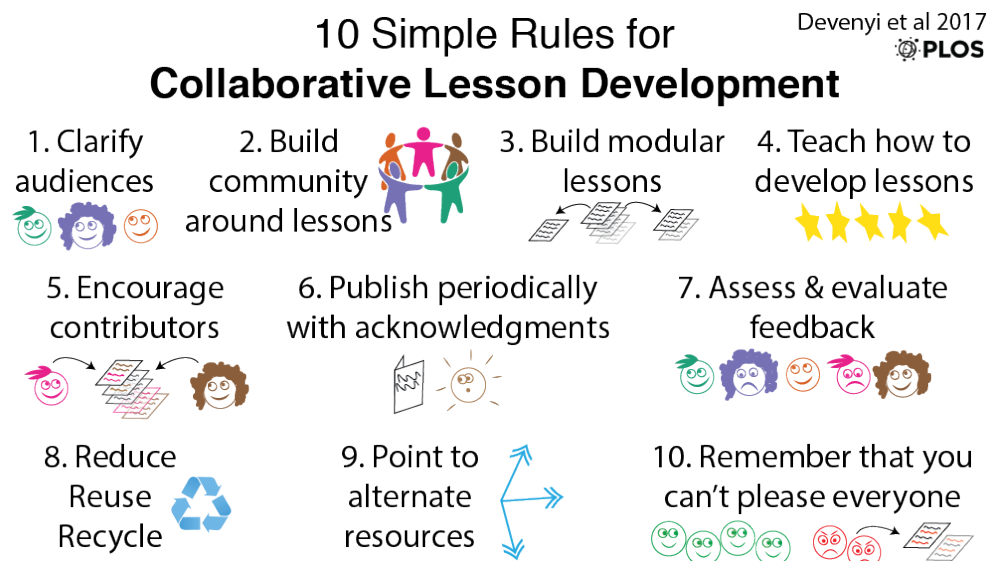 10 Simple Rules for
Collaborative Lesson Development
Devenyi et al 2017
PLOS
1. Clarify
audiences
2. Build
community
around lessons
3. Build modular
lessons
4. Teach how to
develop lessons
5. Encourage
contributors
6. Publish periodically
with acknowledgments
7. Assess & evaluate
feedback
8. Reduce
Reuse
Recycle
9. Point to
alternate
resources
10. Remember that you
can’t please everyone